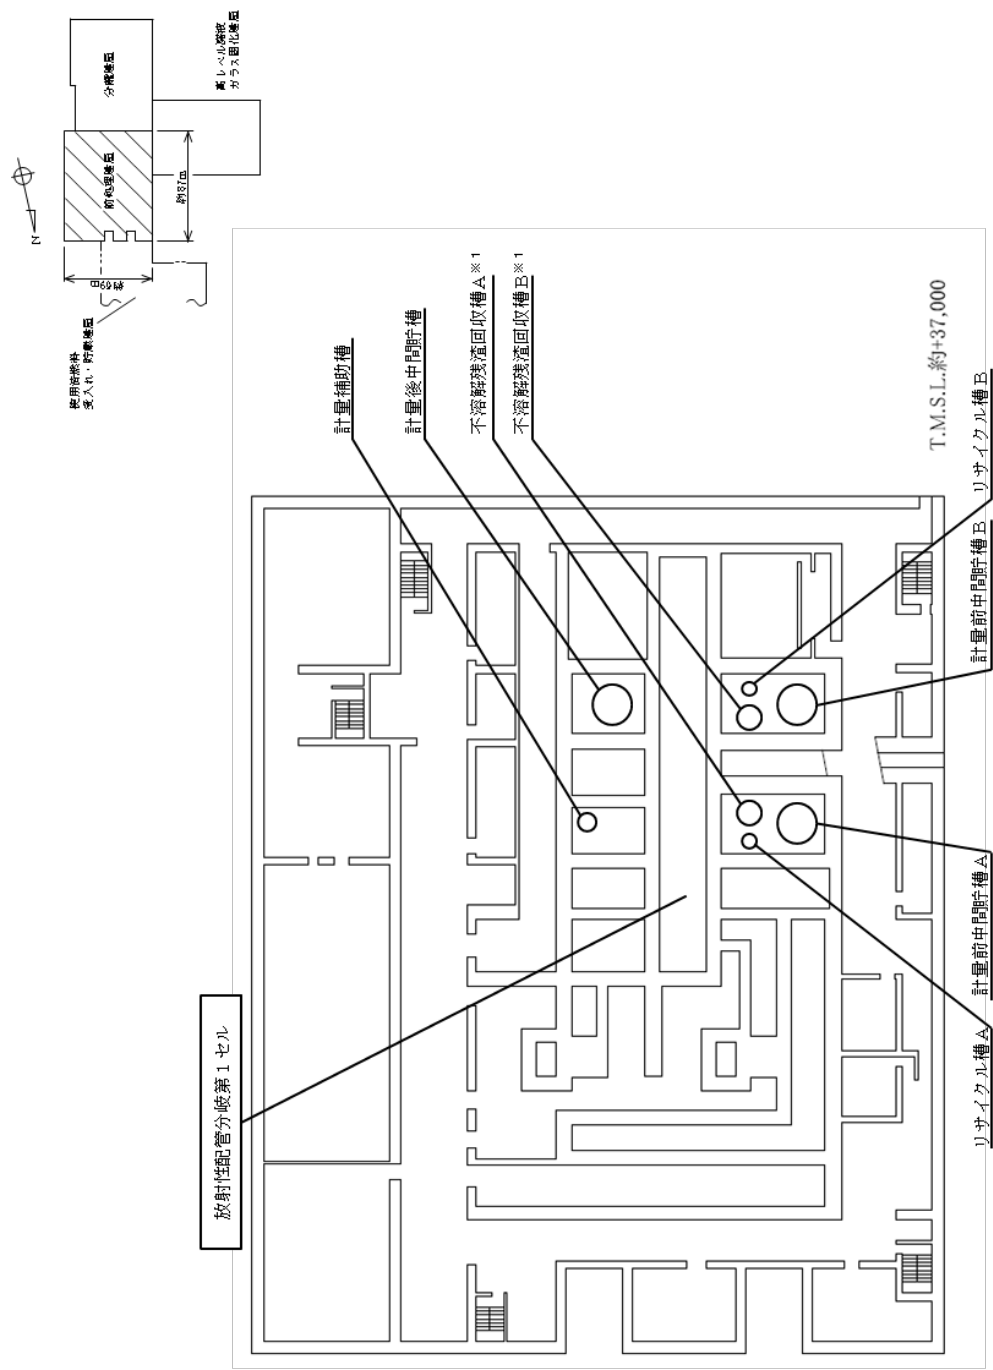 高レベル廃液
ガラス固化建屋
分離建屋
前処理建屋
約87m
約69m
N
使用済燃料
受入れ・貯蔵建屋
計量補助槽
計量後中間貯槽
不溶解残渣回収槽A※1
不溶解残渣回収槽B※1
T.M.S.L.約+37,000
リサイクル槽B
計量前中間貯槽B
計量前中間貯槽A
リサイクル槽A
放射性配管分岐第1セル